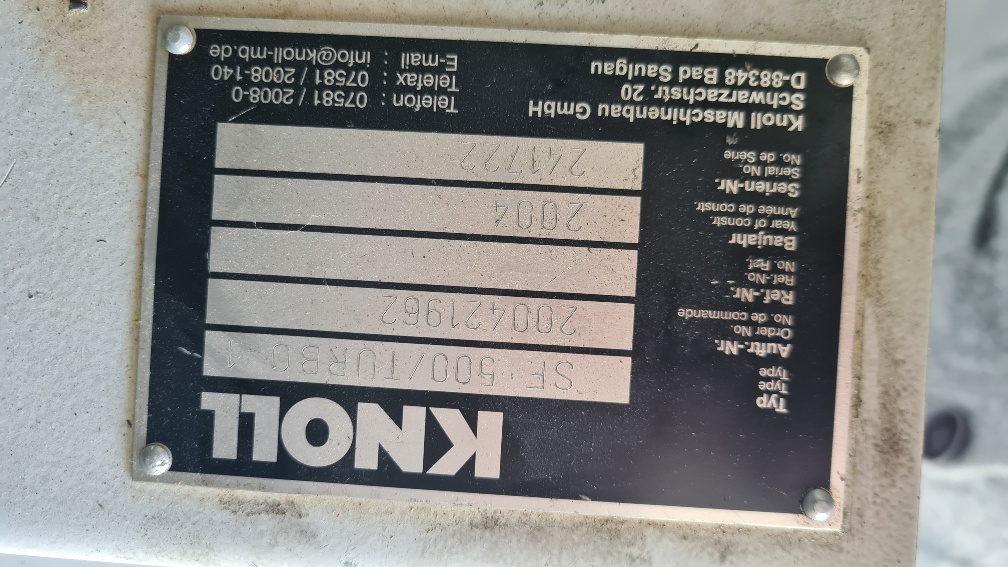 KNOLL
Typ
Type
Type
SF 500/TURBO-1
Auftr.-Nr.
Order No.
No. de commande
200421962
Ref.-Nr.
Ref.-No.
No. Ref.
Baujahr
Year of constr.
Année de constr.
2004
Serien-Nr.
Serial No.
No. de Série
241722
Knoll Maschinenbau GmbH
Schwarzachstr. 20
D-88348 Bad Saulgau
Telefon : 07581 / 2008-0
Telefax : 07581 / 2008-140
E-mail : info@knoll-mb.de